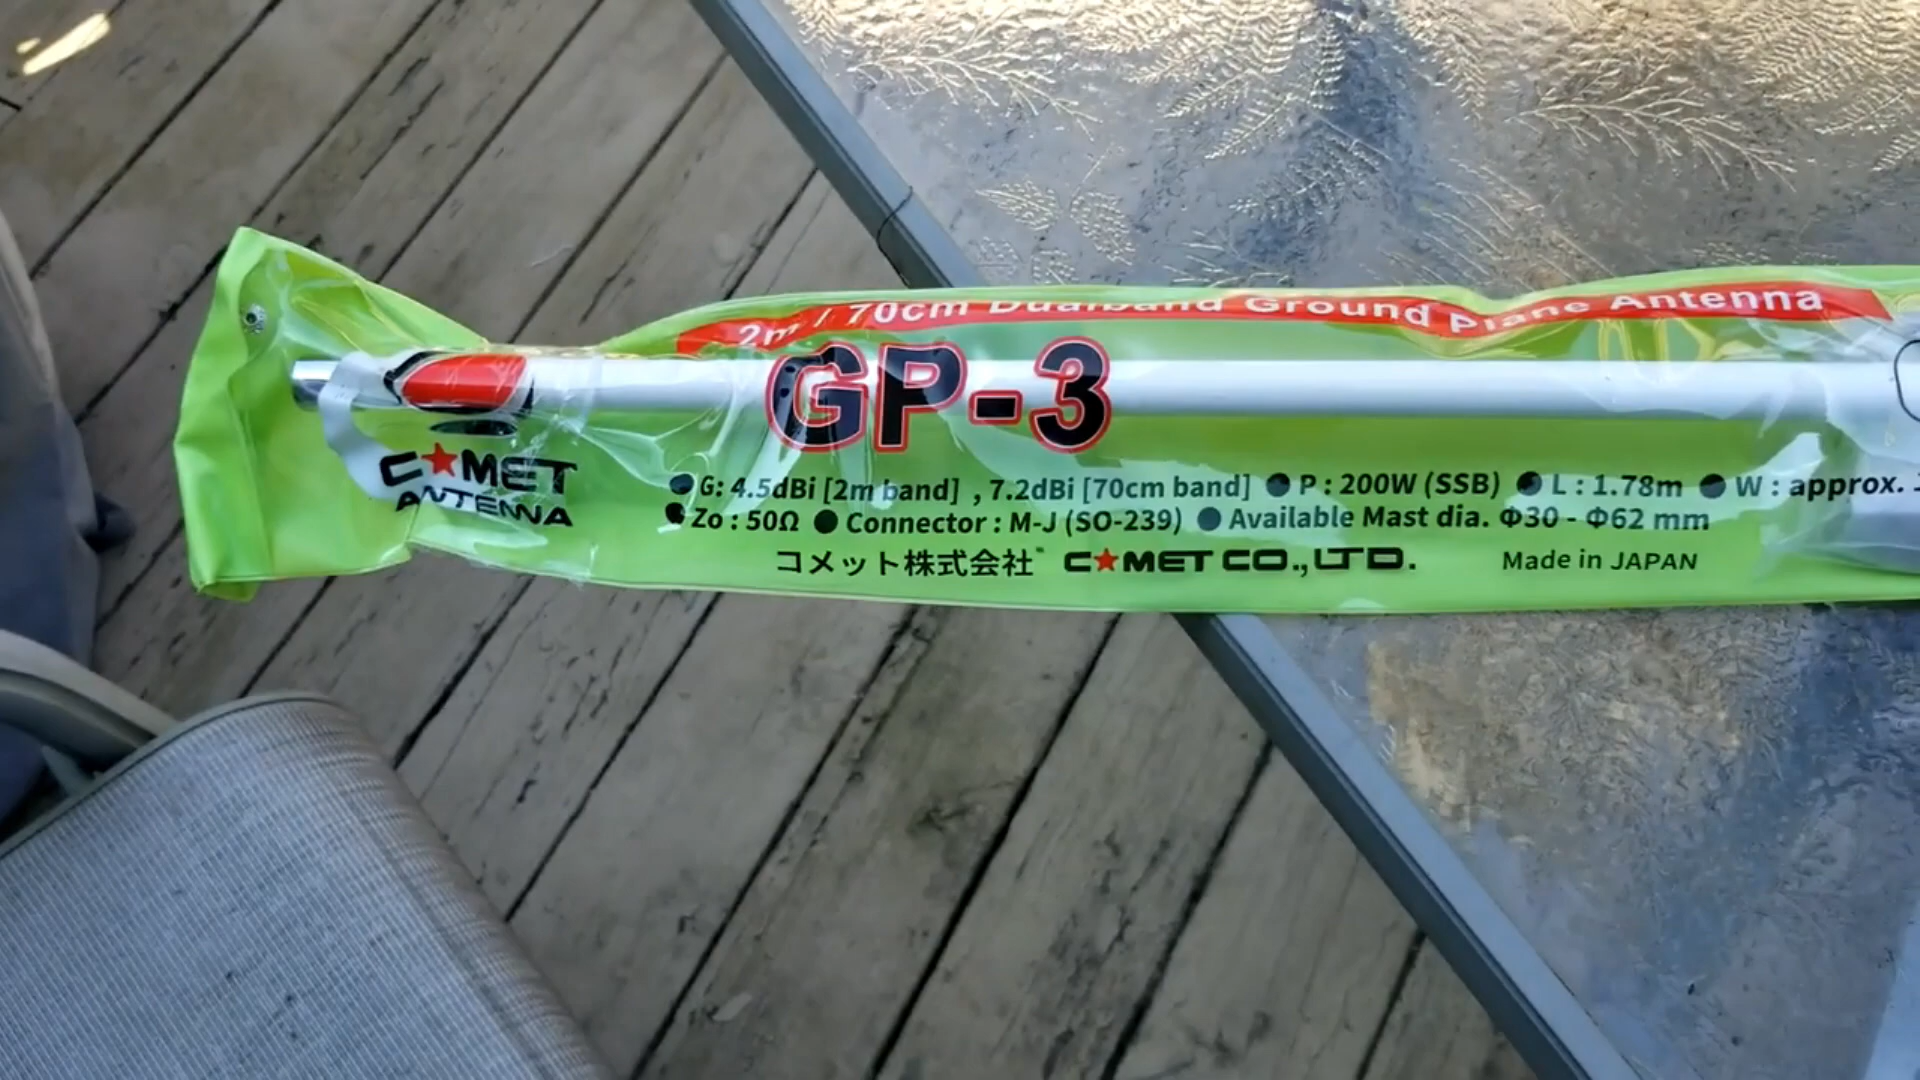 2m / 70cm Dualband Ground Plane Antenna
GP-3
C★MET
ANTENNA
● G: 4.5dBi [2m band] , 7.2dBi [70cm band] ● P : 200W (SSB) ● L : 1.78m ● W : approx.
● Zo : 50Ω ● Connector : M-J (SO-239) ● Available Mast dia. Φ30 - Φ62 mm
コメット株式会社 C★MET CO., LTD. Made in JAPAN